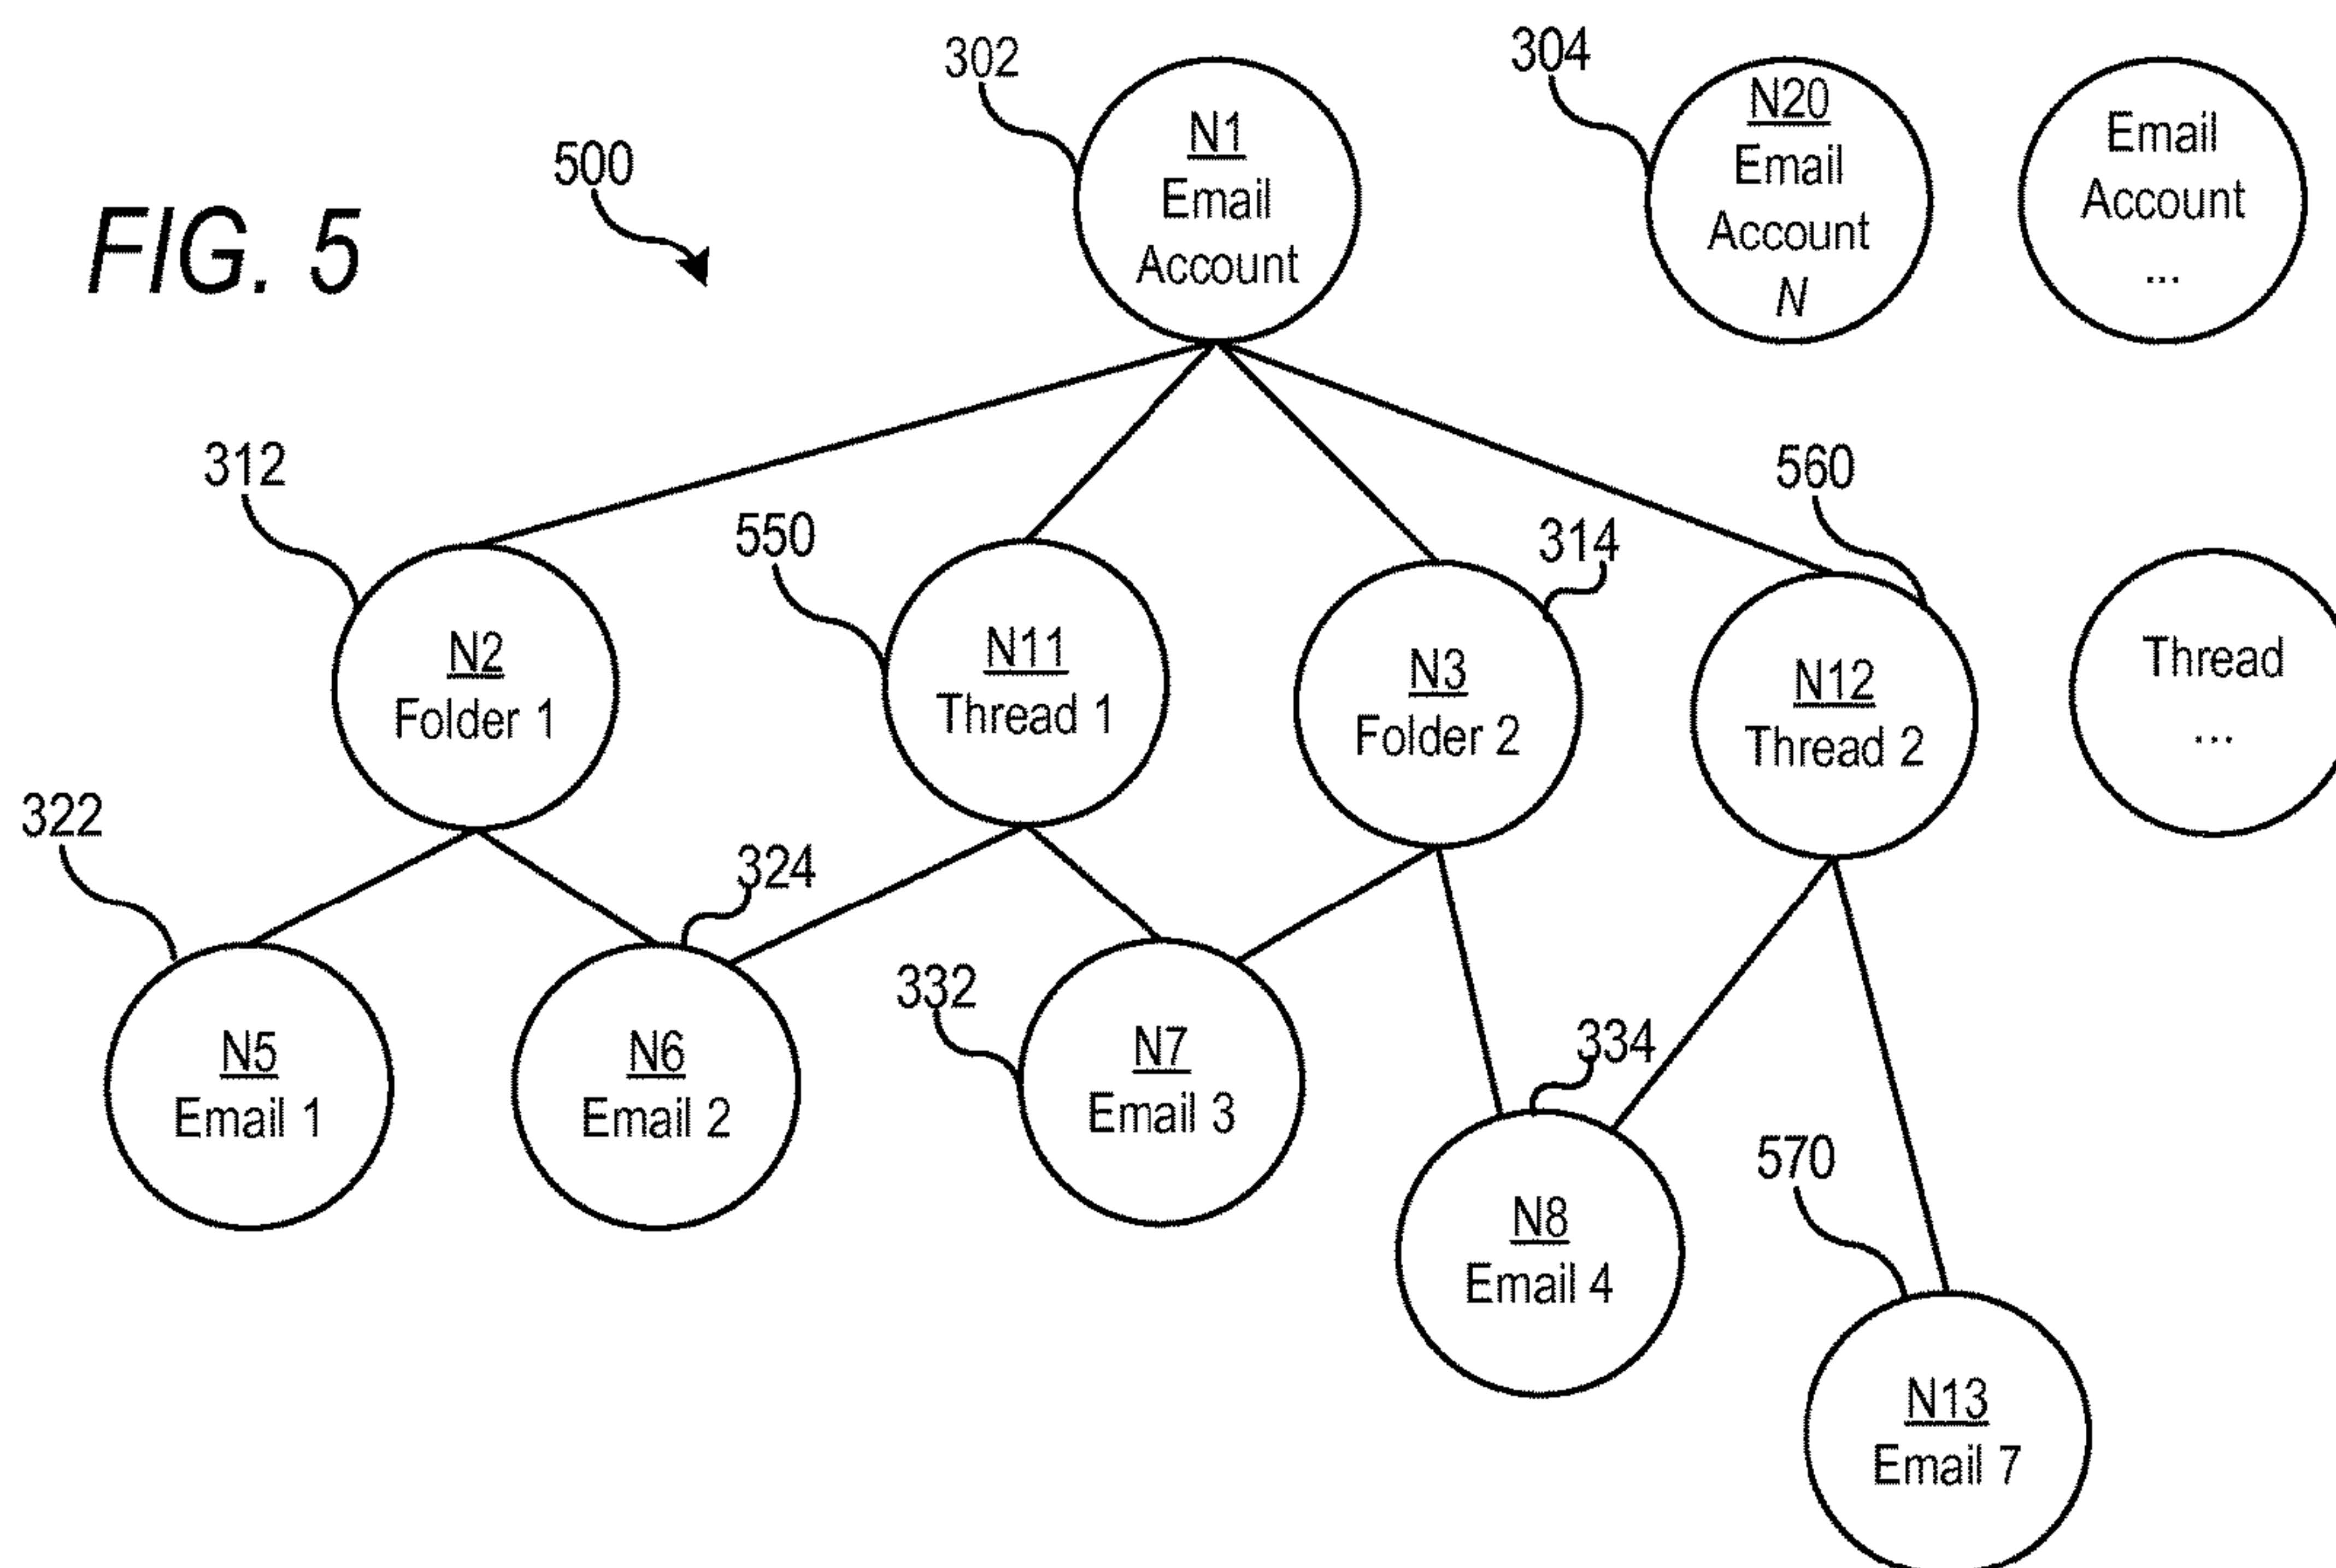 FIG. 5
500
302
N1
Email
Account
304
N20
Email
Account
N
Email
Account
...
312
N2
Folder 1
550
N11
Thread 1
314
N3
Folder 2
560
N12
Thread 2
Thread
...
322
N5
Email 1
324
N6
Email 2
332
N7
Email 3
334
N8
Email 4
570
N13
Email 7